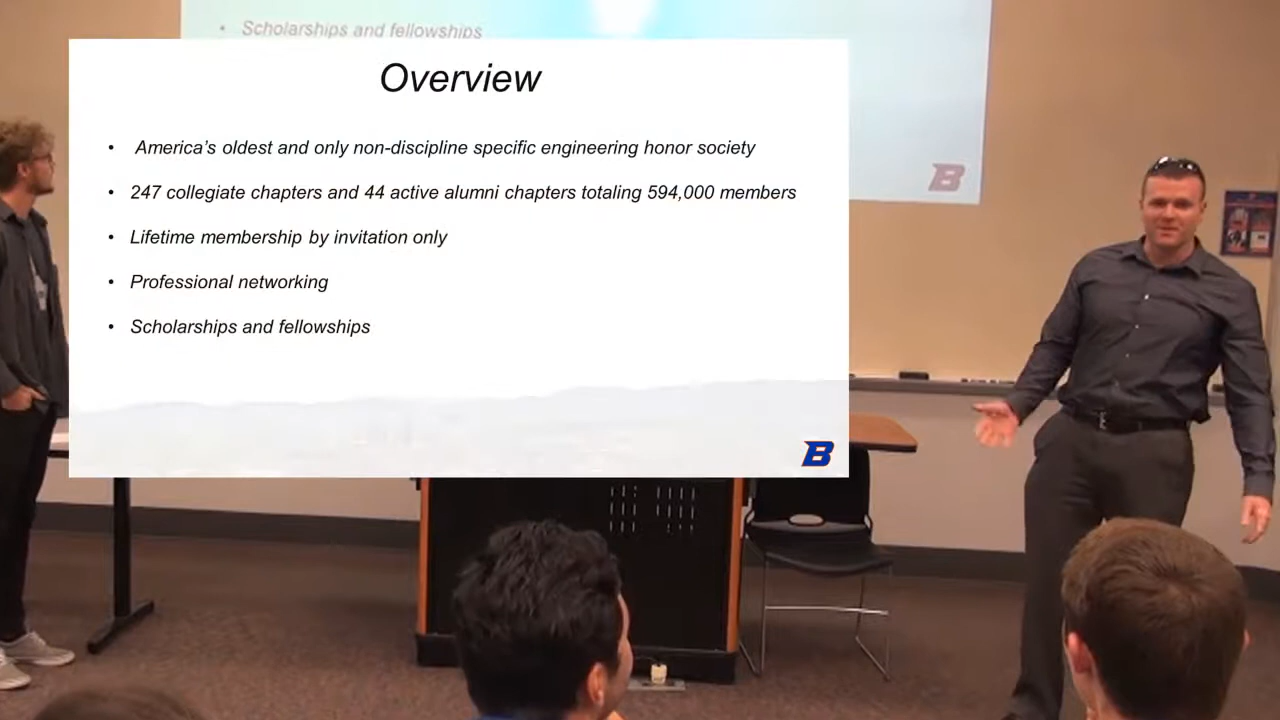 • Scholarships and fellowships
Overview
• America's oldest and only non-discipline specific engineering honor society
• 247 collegiate chapters and 44 active alumni chapters totaling 594,000 members
• Lifetime membership by invitation only
• Professional networking
• Scholarships and fellowships
B
B